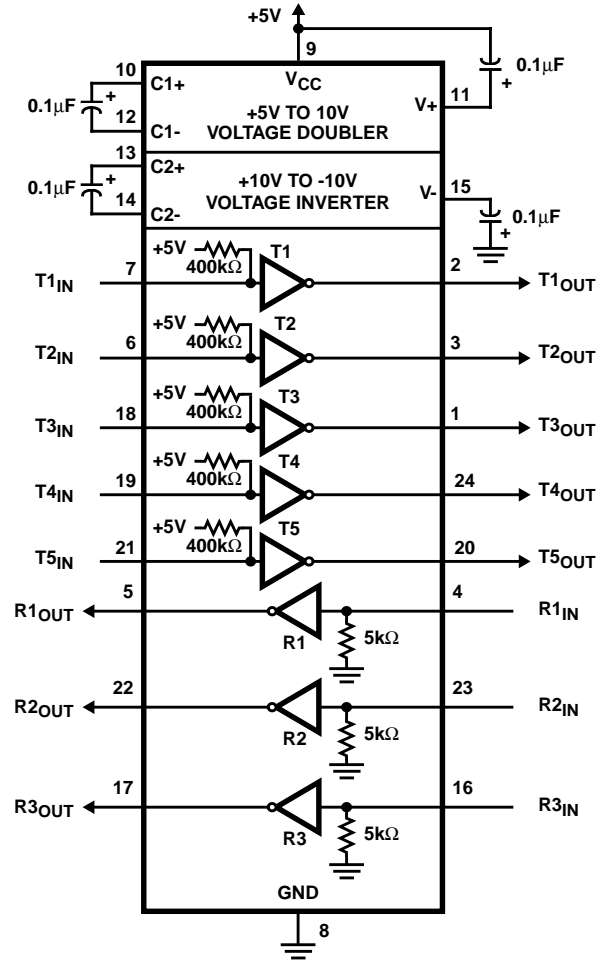 +5V
9
10
C1+
VCC
0.1μF
+
+
0.1μF
11
V+
12
C1-
+5V TO 10V
VOLTAGE DOUBLER
13
C2+
0.1μF
+
14
C2-
+10V TO -10V
VOLTAGE INVERTER
V-
15
0.1μF
+
+5V
400kΩ
T1
T1IN
7
2
T1OUT
+5V
400kΩ
T2
T2IN
6
3
T2OUT
+5V
400kΩ
T3
T3IN
18
1
T3OUT
+5V
400kΩ
T4
T4IN
19
24
T4OUT
+5V
400kΩ
T5
T5IN
21
20
T5OUT
R1OUT
5
4
R1IN
R1
5kΩ
R2OUT
22
23
R2IN
R2
5kΩ
R3OUT
17
16
R3IN
R3
5kΩ
GND
8